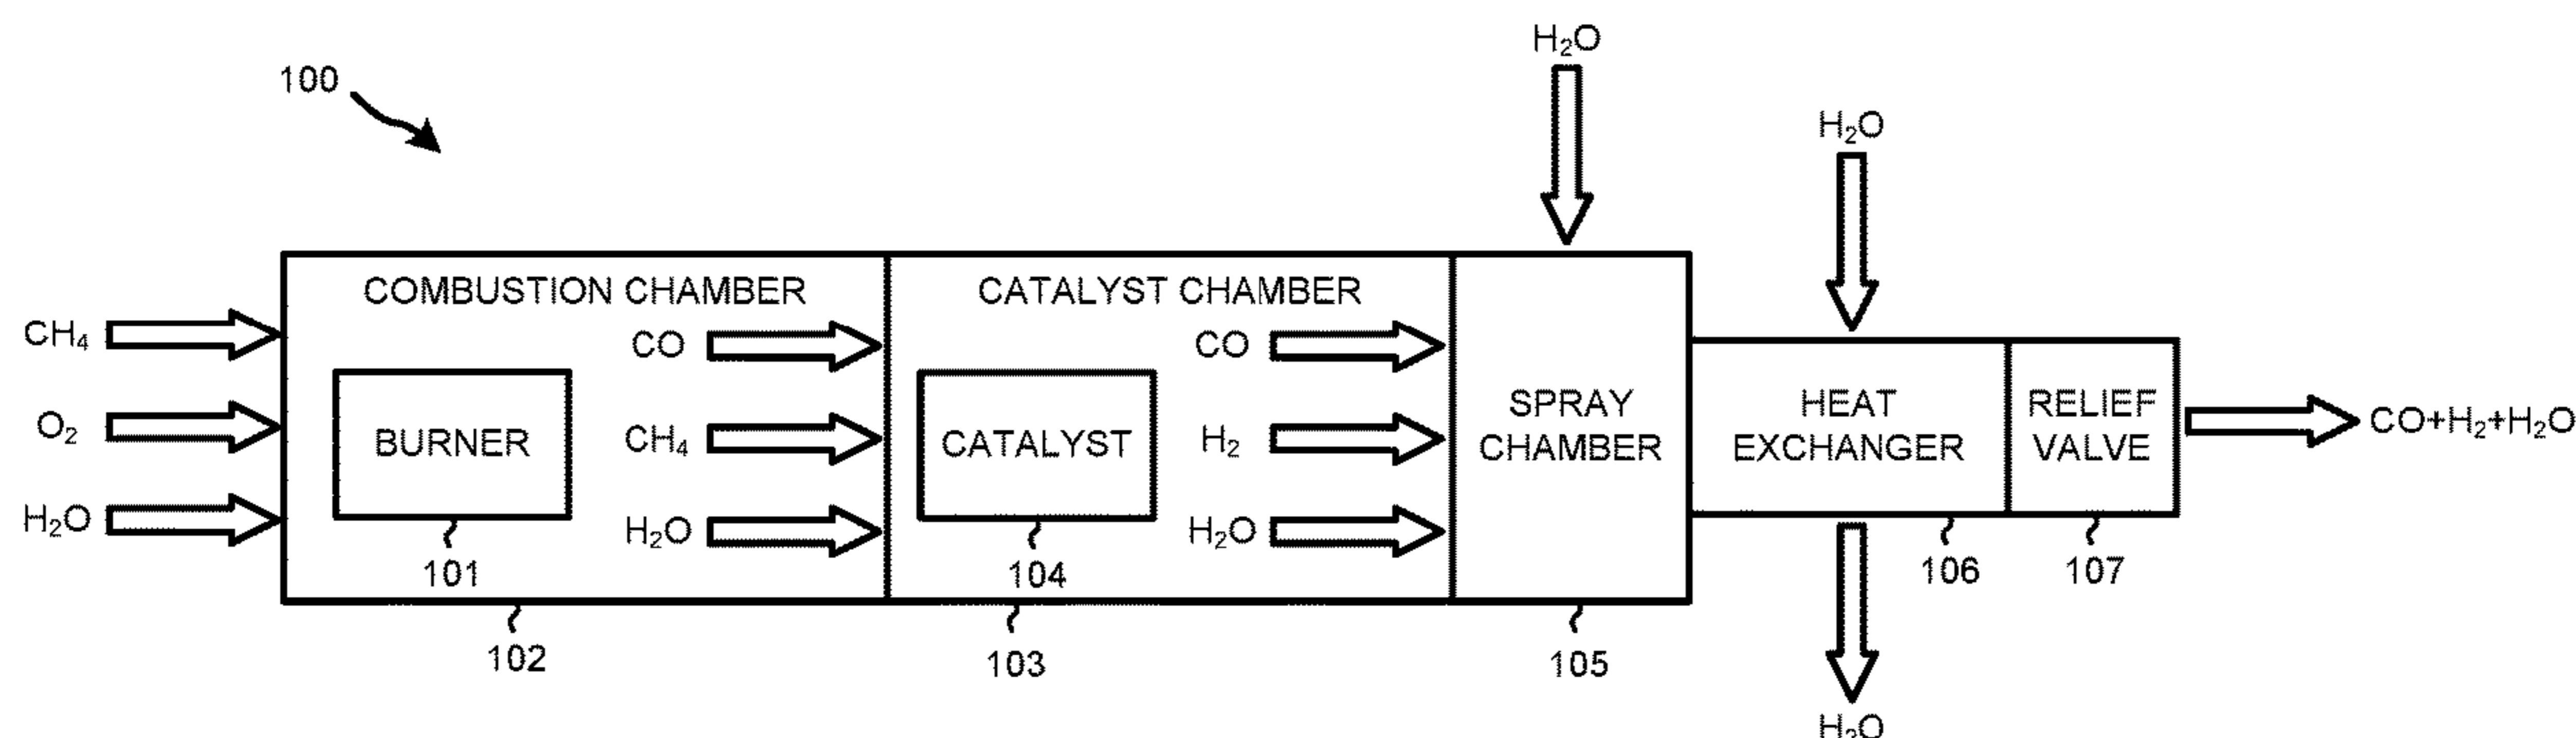 H₂O
100
H₂O
COMBUSTION CHAMBER
CATALYST CHAMBER
CH₄
CO
CO
O₂
BURNER
CH₄
CATALYST
H₂
SPRAY
CHAMBER
HEAT
EXCHANGER
RELIEF
VALVE
CO+H₂+H₂O
H₂O
H₂O
H₂O
101
104
106
107
102
103
105
H₂O